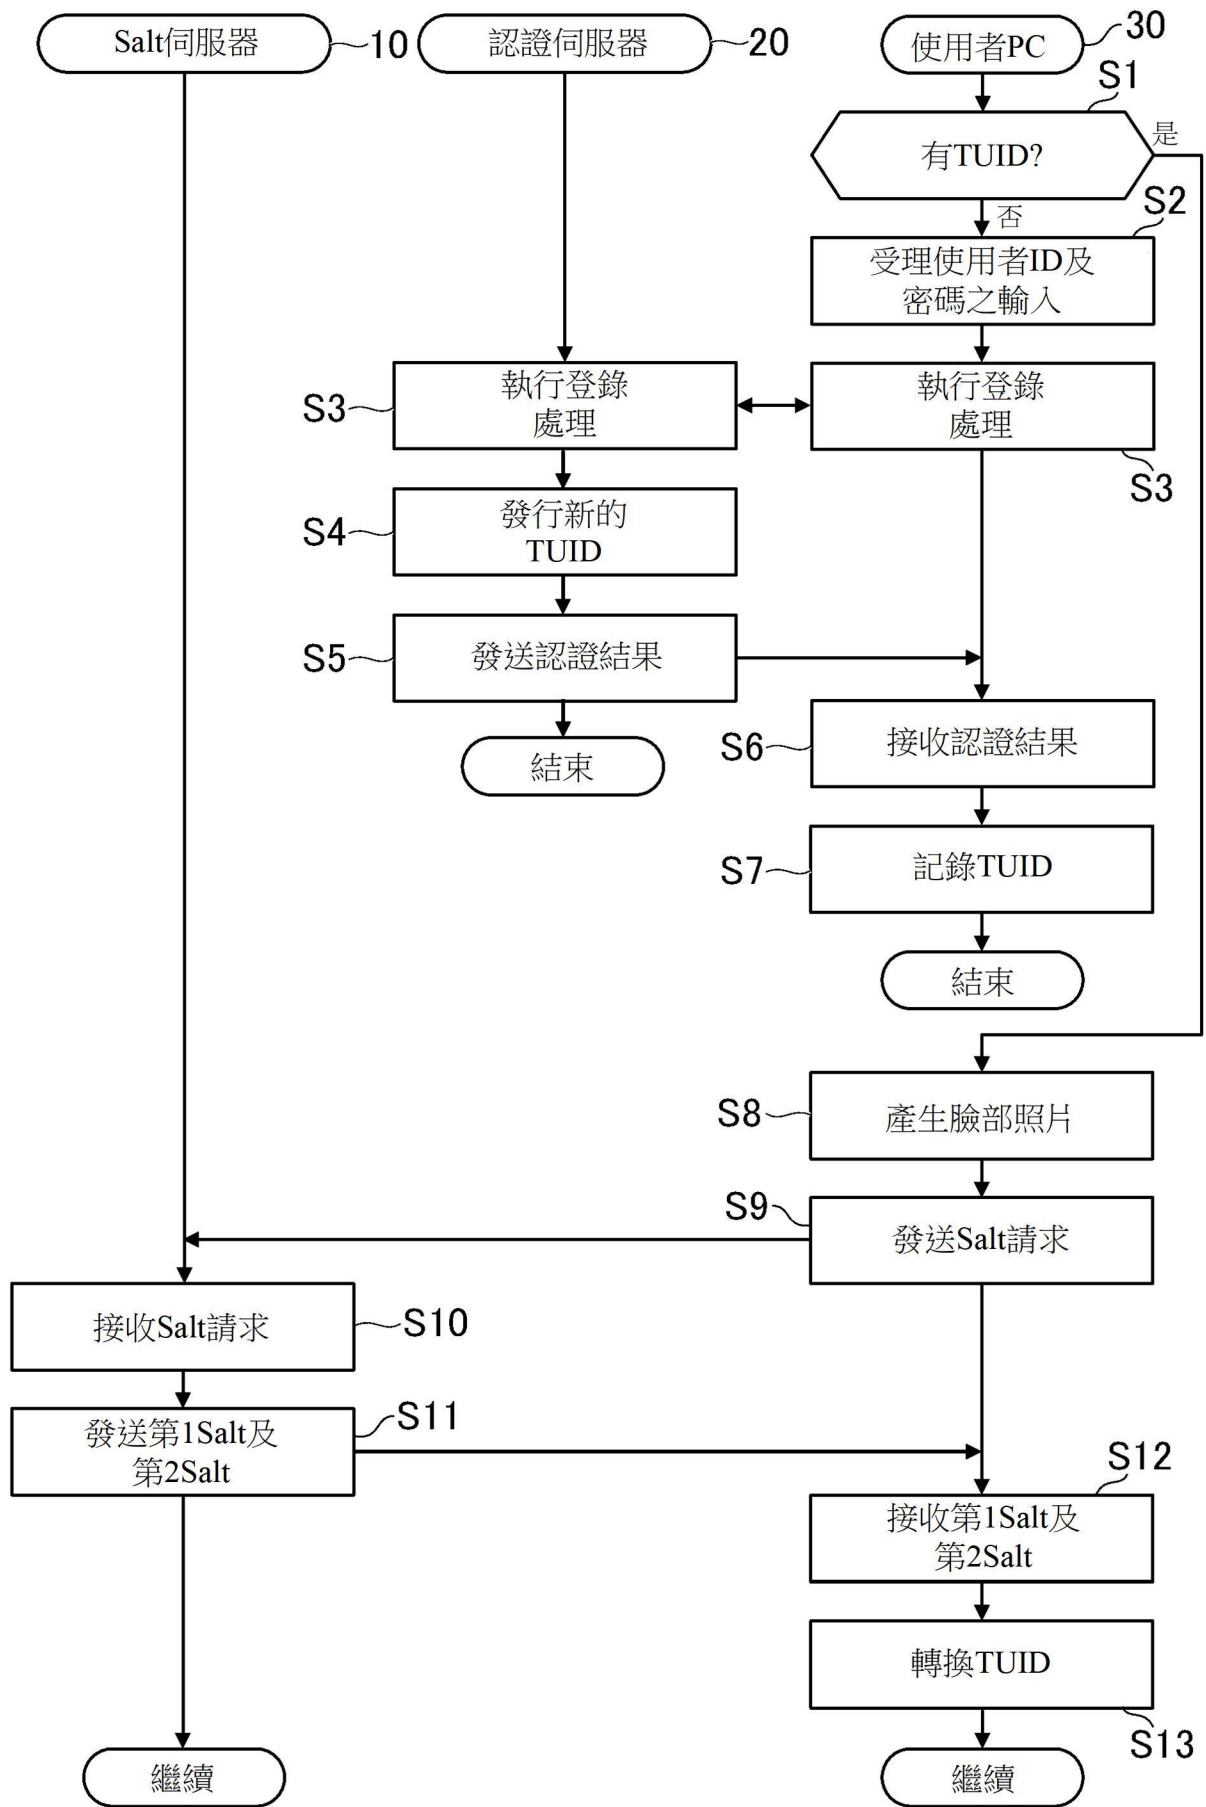 Salt伺服器
10
認證伺服器
20
使用者PC
30
S1
有TUID?
是
否
S2
受理使用者ID及
密碼之輸入
S3
執行登錄
處理
執行登錄
處理
S3
S4
發行新的
TUID
S5
發送認證結果
結束
S6
接收認證結果
S7
記錄TUID
結束
S8
產生臉部照片
S9
發送Salt請求
接收Salt請求
S10
發送第1Salt及
第2Salt
S11
S12
接收第1Salt及
第2Salt
轉換TUID
S13
繼續
繼續